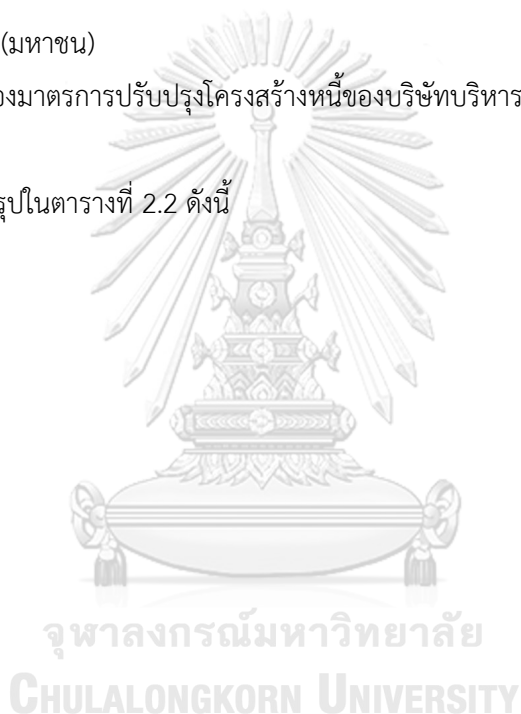 (มหาชน)
องมาตรการปรับปรุงโครงสร้างหนี้ของบริษัทบริหาร
รุปในตารางที่ 2.2 ดังนี้
จุฬาลงกรณ์มหาวิทยาลัย
CHULALONGKORN UNIVERSITY